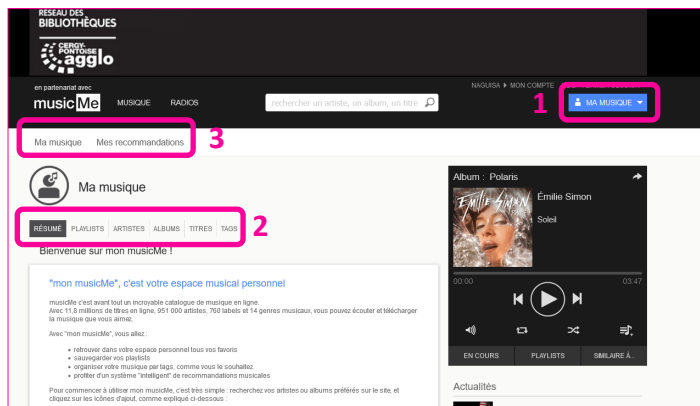 RÉSEAU DES
BIBLIOTHÈQUES
CERGY-
PONTOISE
agglo
en partenariat avec
musicMe MUSIQUE RADIOS
rechercher un artiste, un album, un titre
NAGUISA MON COMPTE
1
MA MUSIQUE
Ma musique Mes recommandations
3
Ma musique
RÉSUMÉ PLAYLISTS ARTISTES ALBUMS TITRES TAGS
2
Bienvenue sur mon musicMe !
"mon musicMe", c'est votre espace musical personnel
musicMe c'est avant tout un incroyable catalogue de musique en ligne.
Avec 11,8 millions de titres en ligne, 951 000 artistes, 760 labels et 14 genres musicaux, vous pouvez écouter et télécharger
la musique que vous aimez.
Avec "mon musicMe", vous allez :
• retrouver dans votre espace personnel tous vos favoris
• sauvegarder vos playlists
• organiser votre musique par tags, comme vous le souhaitez
• profiter d'un système "intelligent" de recommandations musicales
Pour commencer à utiliser mon musicMe, c'est très simple : recherchez vos artistes ou albums préférés sur le site, et
cliquez sur les icônes d'ajout, comme expliqué ci-dessous :
Album : Polaris
EMILIE SIMON
Émilie Simon
Soleil
00:00 03:47
EN COURS PLAYLISTS SIMILAIRE À...
Actualités